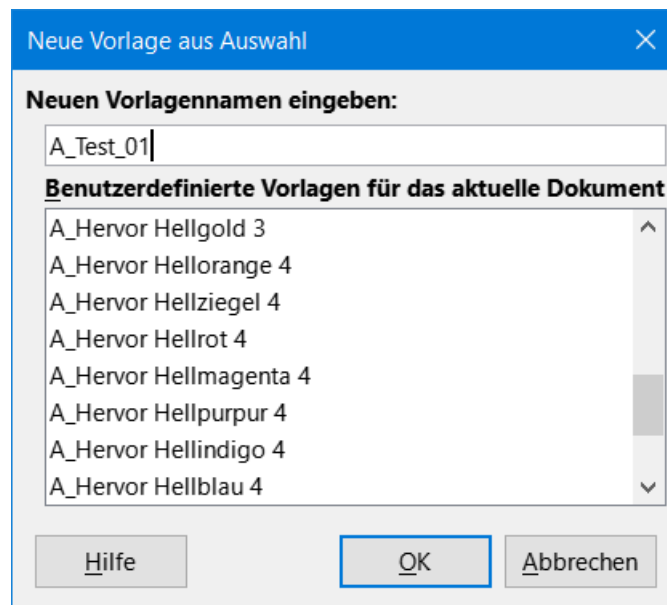 Neue Vorlage aus Auswahl
Neuen Vorlagennamen eingeben:
A_Test_01
Benutzerdefinierte Vorlagen für das aktuelle Dokument
A_Hervor Hellgold 3
A_Hervor Hellorange 4
A_Hervor Hellziegel 4
A_Hervor Hellrot 4
A_Hervor Hellmagenta 4
A_Hervor Hellpurpur 4
A_Hervor Hellindigo 4
A_Hervor Hellblau 4
Hilfe OK Abbrechen